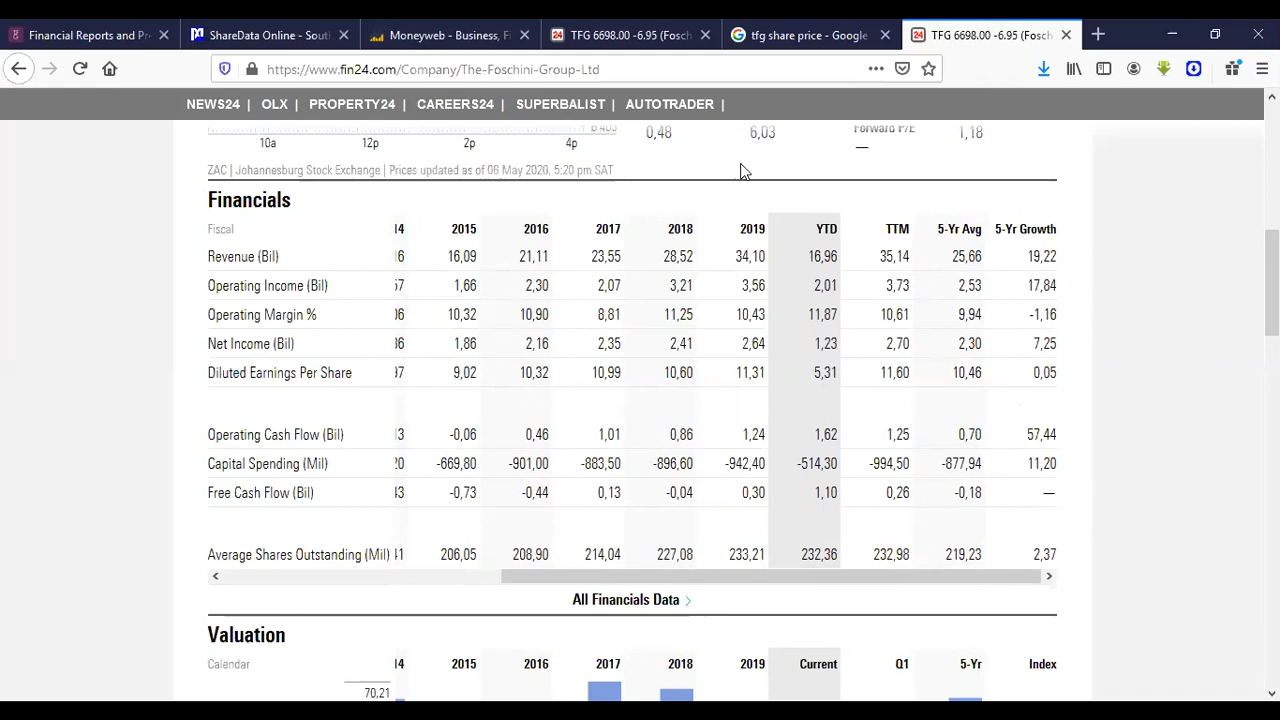 Financial Reports and Pre
ShareData Online - Sout
Moneyweb - Business, F
TFG 6698.00 -6.95 (Fosch
tfg share price - Google
TFG 6698.00 -6.95 (Fosch
https://www.fin24.com/Company/The-Foschini-Group-Ltd
NEWS24 | OLX | PROPERTY24 | CAREERS24 | SUPERBALIST | AUTOTRADER |
0,48 6,03 Forward P/E 1,18
10a 12p 2p 4p —
ZAC | Johannesburg Stock Exchange | Prices updated as of 06 May 2020, 5:20 pm SAT
Financials
Fiscal 14 2015 2016 2017 2018 2019 YTD TTM 5-Yr Avg 5-Yr Growth
Revenue (Bil) 6 16,09 21,11 23,55 28,52 34,10 16,96 35,14 25,66 19,22
Operating Income (Bil) 57 1,66 2,30 2,07 3,21 3,56 2,01 3,73 2,53 17,84
Operating Margin % 06 10,32 10,90 8,81 11,25 10,43 11,87 10,61 9,94 -1,16
Net Income (Bil) 86 1,86 2,16 2,35 2,41 2,64 1,23 2,70 2,30 7,25
Diluted Earnings Per Share 97 9,02 10,32 10,99 10,60 11,31 5,31 11,60 10,46 0,05
Operating Cash Flow (Bil) 3 -0,06 0,46 1,01 0,86 1,24 1,62 1,25 0,70 57,44
Capital Spending (Mil) 20 -669,80 -901,00 -883,50 -896,60 -942,40 -514,30 -994,50 -877,94 11,20
Free Cash Flow (Bil) 43 -0,73 -0,44 0,13 -0,04 0,30 1,10 0,26 -0,18 —
Average Shares Outstanding (Mil) 41 206,05 208,90 214,04 227,08 233,21 232,36 232,98 219,23 2,37
All Financials Data
Valuation
Calendar 14 2015 2016 2017 2018 2019 Current Q1 5-Yr Index
70,21